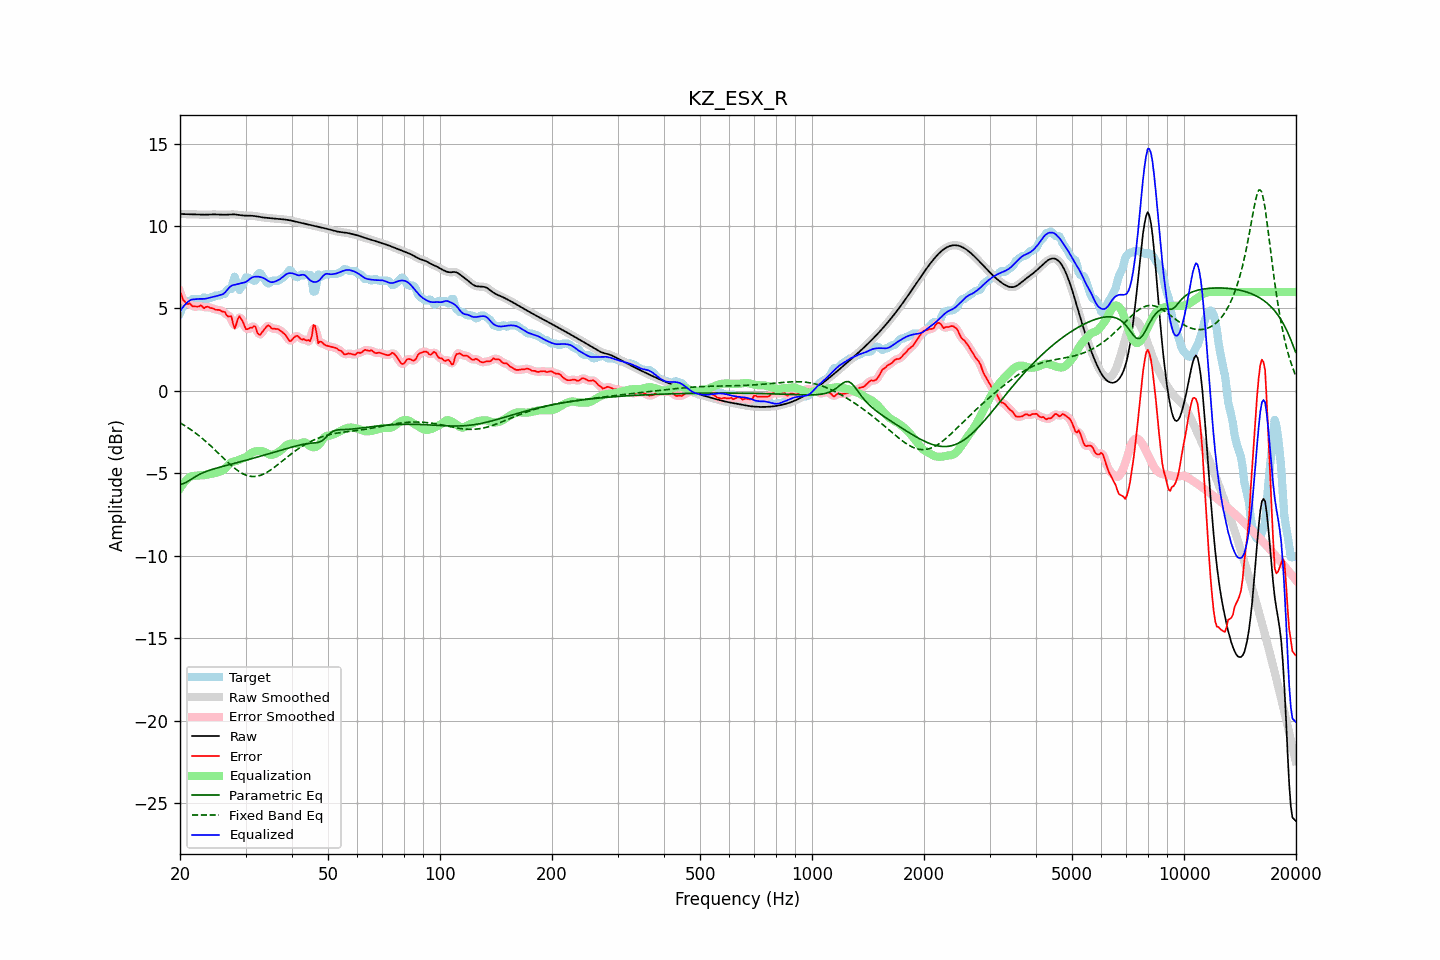 KZ_ESX_R
15
10
5
0
−5
−10
−15
−20
−25
Amplitude (dBr)
Target
Raw Smoothed
Error Smoothed
Raw
Error
Equalization
Parametric Eq
Fixed Band Eq
Equalized
20 50 100 200 500 1000 2000 5000 10000 20000
Frequency (Hz)